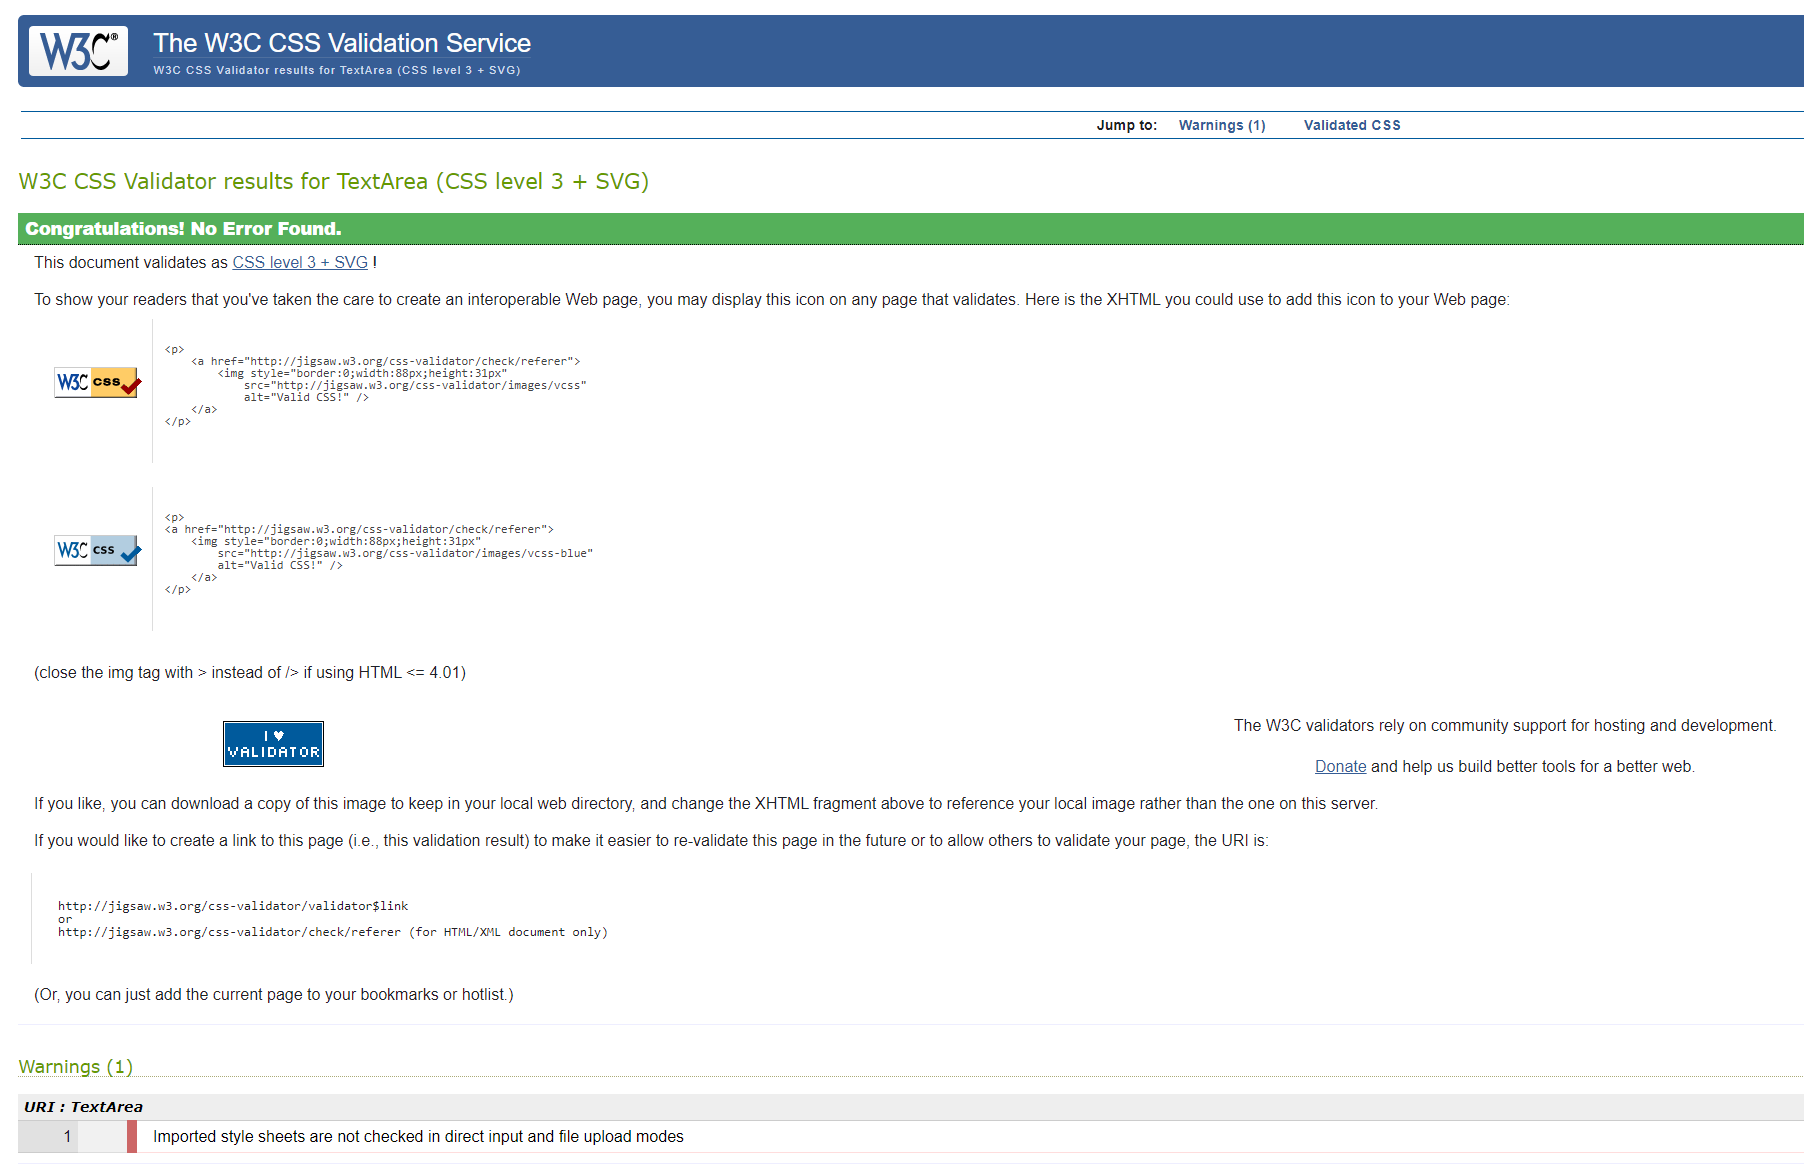 W3C®
The W3C CSS Validation Service
W3C CSS Validator results for TextArea (CSS level 3 + SVG)
Jump to: Warnings (1) Validated CSS
W3C CSS Validator results for TextArea (CSS level 3 + SVG)
Congratulations! No Error Found.
This document validates as CSS level 3 + SVG !
To show your readers that you've taken the care to create an interoperable Web page, you may display this icon on any page that validates. Here is the XHTML you could use to add this icon to your Web page:
W3C css
<p>
    <a href="http://jigsaw.w3.org/css-validator/check/referer">
        <img style="border:0;width:88px;height:31px"
            src="http://jigsaw.w3.org/css-validator/images/vcss"
            alt="Valid CSS!" />
    </a>
</p>
W3C css
<p>
<a href="http://jigsaw.w3.org/css-validator/check/referer">
    <img style="border:0;width:88px;height:31px"
        src="http://jigsaw.w3.org/css-validator/images/vcss-blue"
        alt="Valid CSS!" />
    </a>
</p>
(close the img tag with > instead of /> if using HTML <= 4.01)
I ♥
VALIDATOR
The W3C validators rely on community support for hosting and development.
Donate and help us build better tools for a better web.
If you like, you can download a copy of this image to keep in your local web directory, and change the XHTML fragment above to reference your local image rather than the one on this server.
If you would like to create a link to this page (i.e., this validation result) to make it easier to re-validate this page in the future or to allow others to validate your page, the URI is:
http://jigsaw.w3.org/css-validator/validator$link
or
http://jigsaw.w3.org/css-validator/check/referer (for HTML/XML document only)
(Or, you can just add the current page to your bookmarks or hotlist.)
Warnings (1)
URI : TextArea
1 Imported style sheets are not checked in direct input and file upload modes